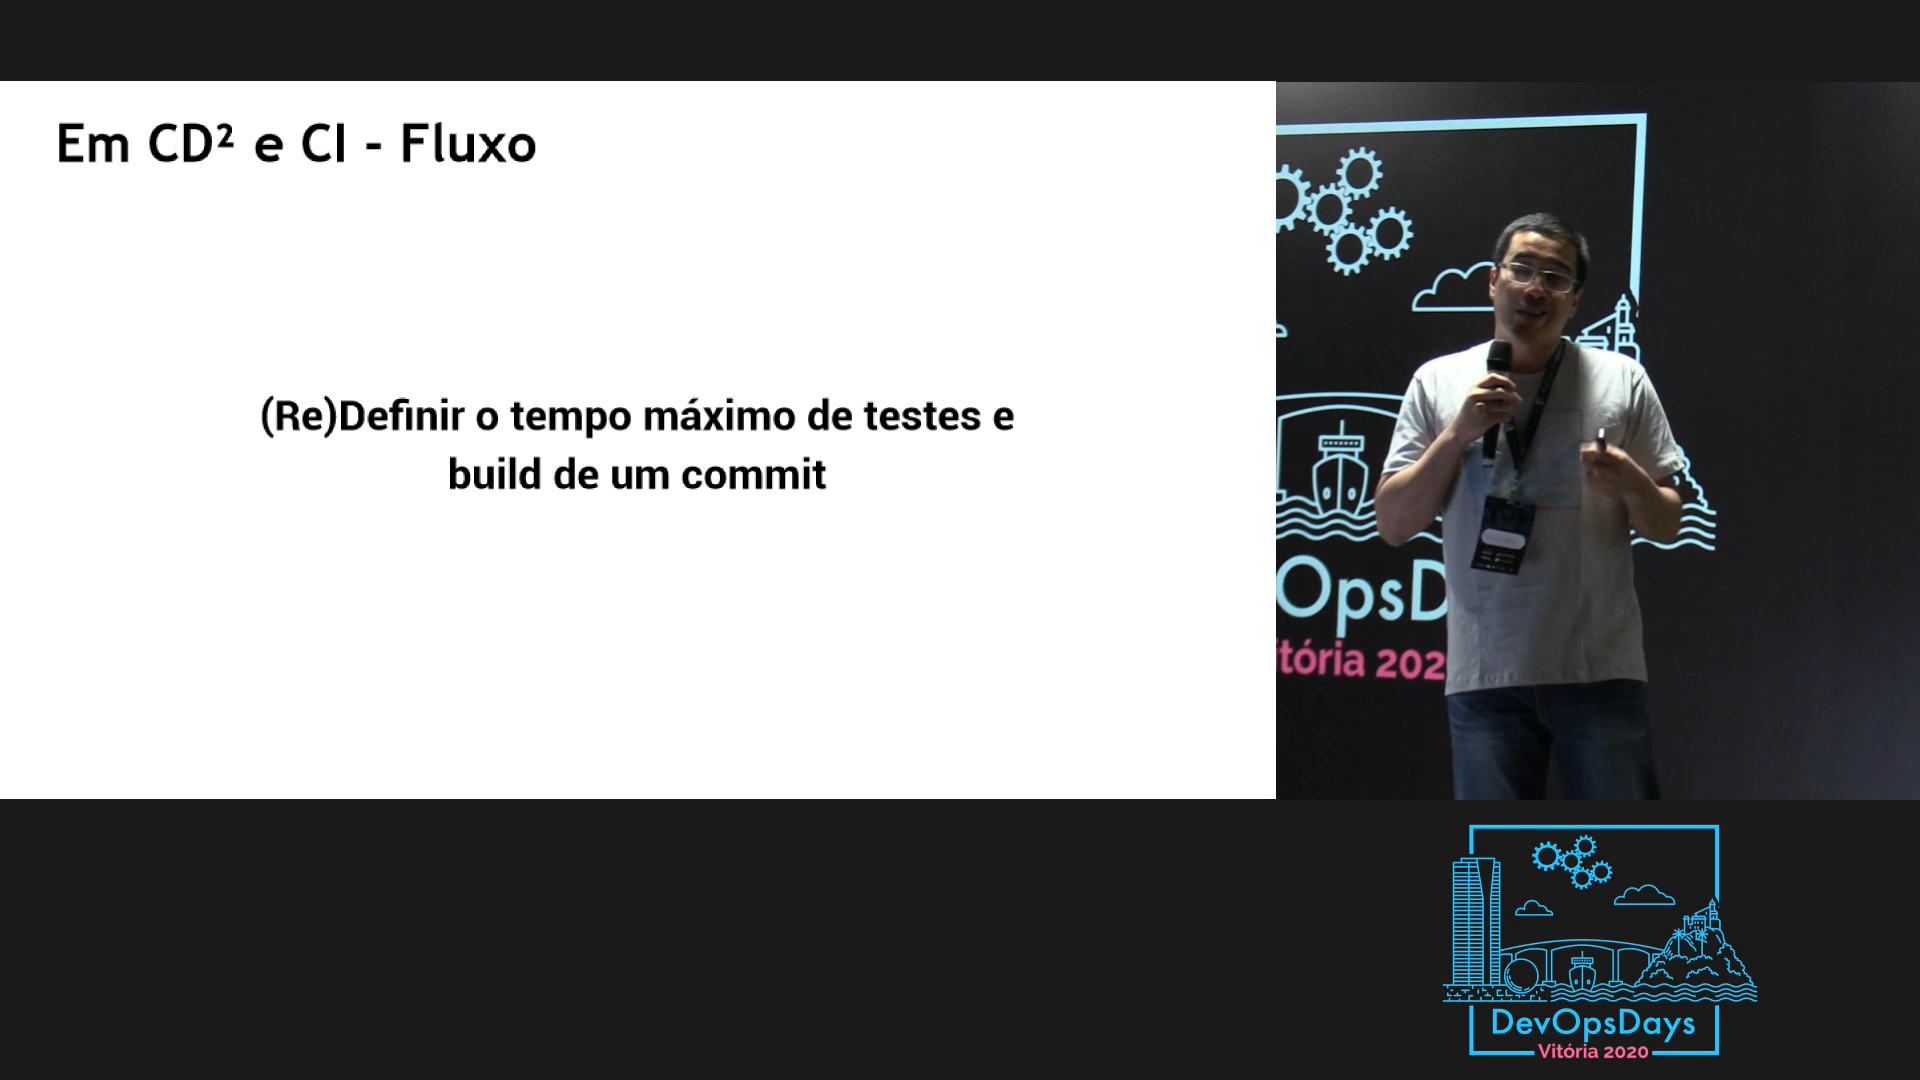 Em CD² e CI - Fluxo
(Re)Definir o tempo máximo de testes e
build de um commit
OpsD
itória 202
DevOpsDays
Vitória 2020